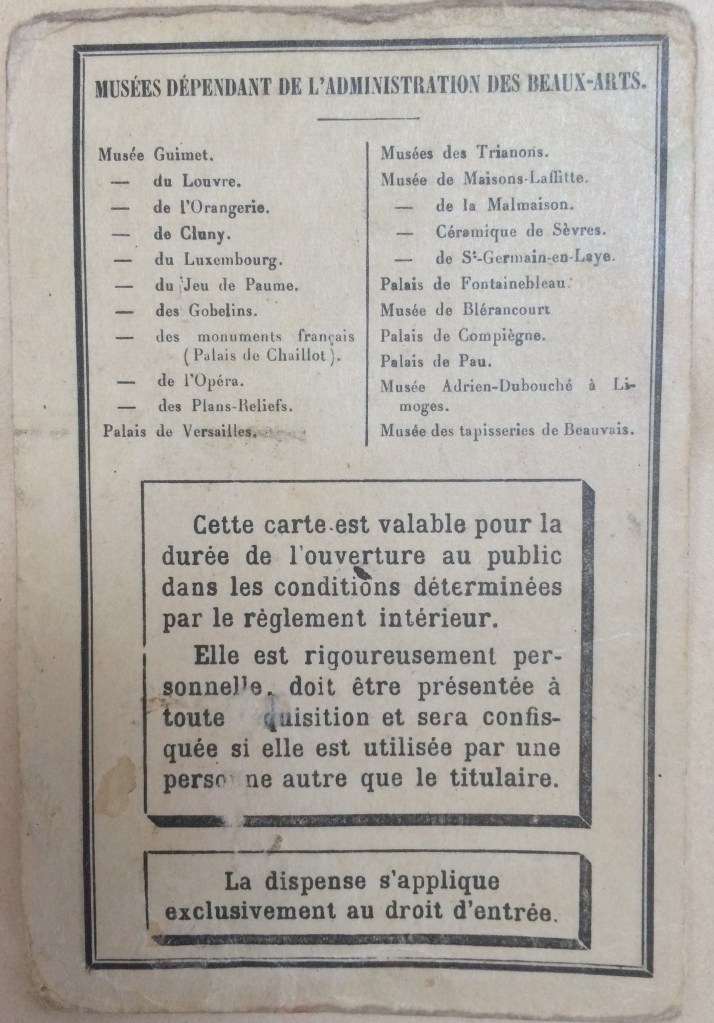 MUSÉES DÉPENDANT DE L'ADMINISTRATION DES BEAUX-ARTS.
Musée Guimet.
— du Louvre.
— de l'Orangerie.
— de Cluny.
— du Luxembourg.
— du Jeu de Paume.
— des Gobelins.
— des monuments français
(Palais de Chaillot).
— de l'Opéra.
— des Plans-Reliefs.
Palais de Versailles.
Musées des Trianons.
Musée de Maisons-Laffitte.
— de la Malmaison.
— Céramique de Sèvres.
— de St-Germain-en-Laye.
Palais de Fontainebleau.
Musée de Blérancourt
Palais de Compiègne.
Palais de Pau.
Musée Adrien-Dubouché à Li-
moges.
Musée des tapisseries de Beauvais.
Cette carte est valable pour la
durée de l'ouverture au public
dans les conditions déterminées
par le règlement intérieur.
Elle est rigoureusement per-
sonnelle, doit être présentée à
toute quisition et sera confis-
quée si elle est utilisée par une
personne autre que le titulaire.
La dispense s'applique
exclusivement au droit d'entrée.